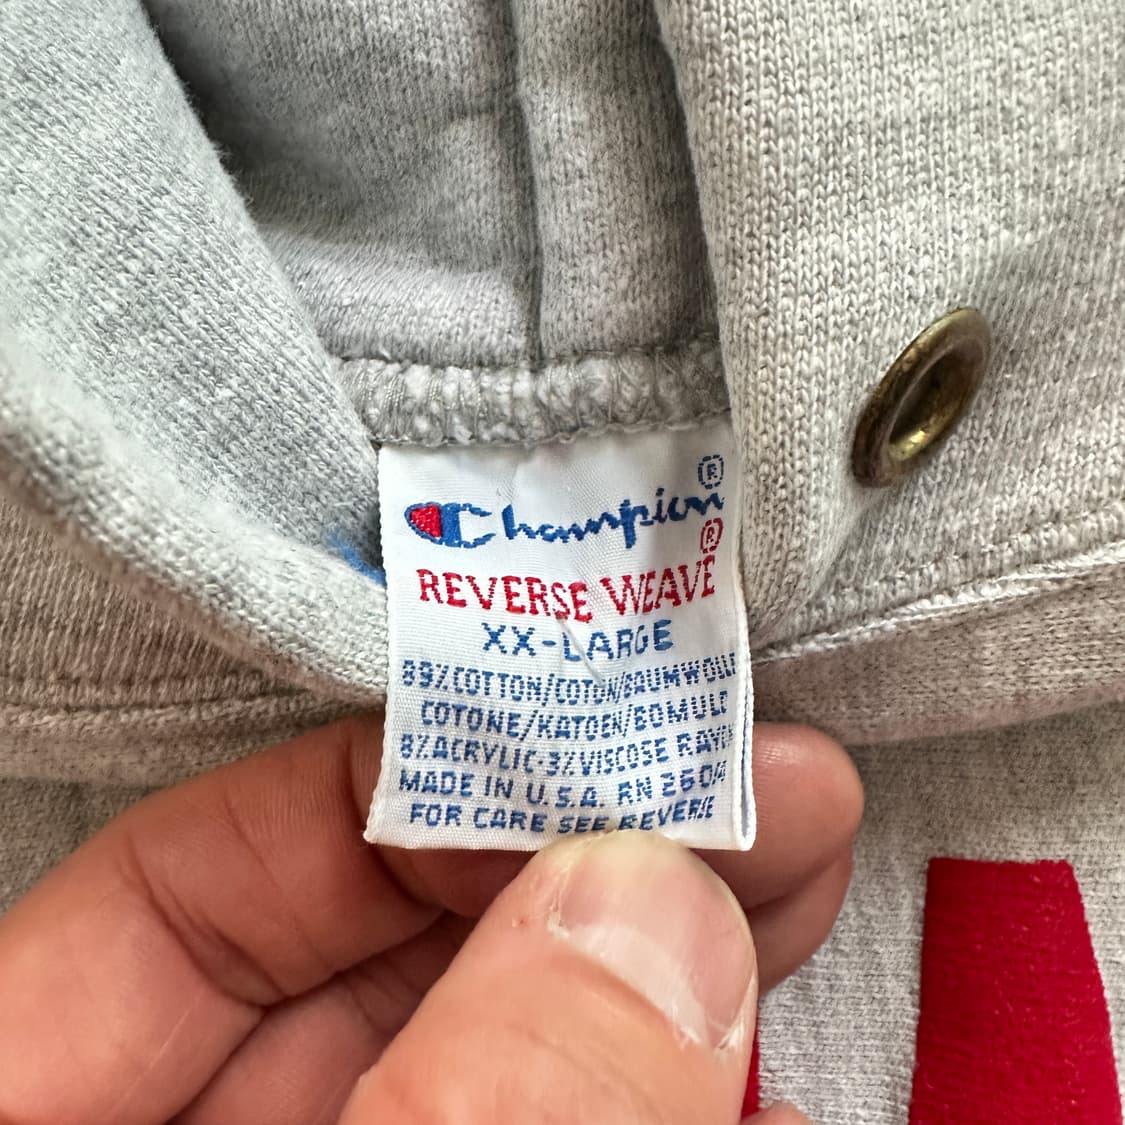 Champion®
REVERSE WEAVE®
XX-LARGE
89% COTTON/COTON/BAUMWOLLE
COTONE/KATOEN/BOMULD
8% ACRYLIC-3% VISCOSE RAYON
MADE IN U.S.A. RN 26094
FOR CARE SEE REVERSE